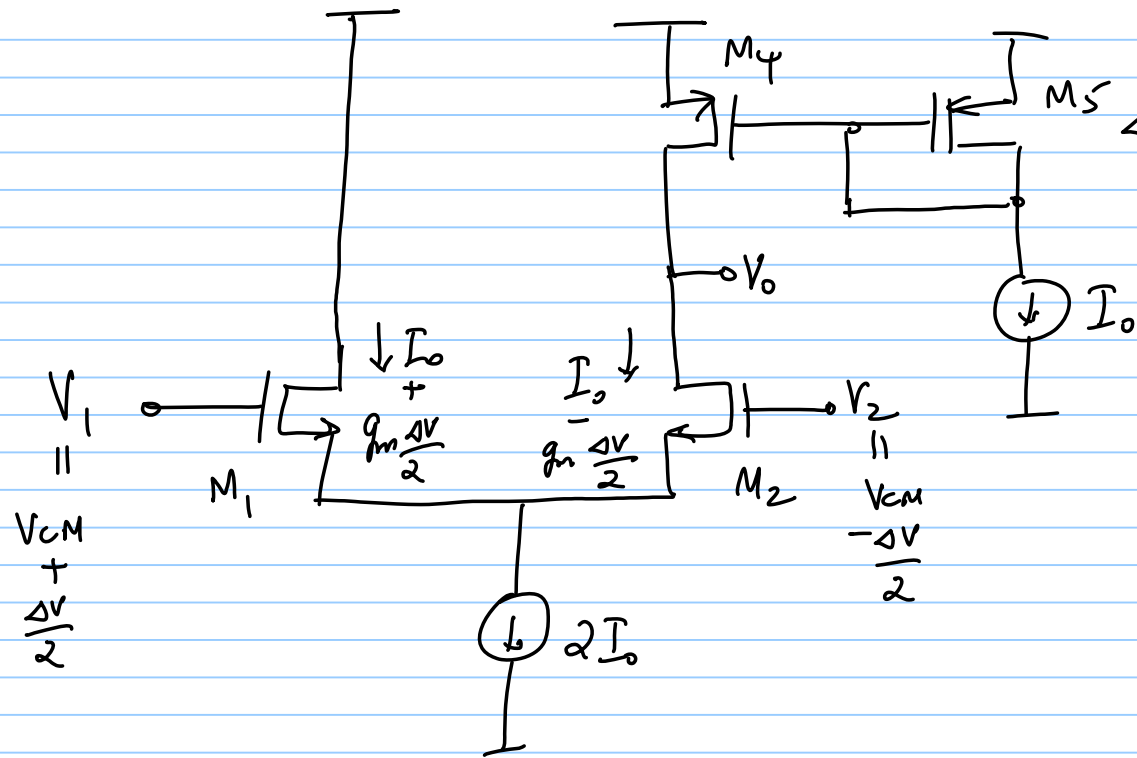 M4
M5
V0
I0
V1
=
VCM
+
ΔV/2
I0
+
gm ΔV/2
I0
-
gm ΔV/2
V2
=
VCM
-ΔV/2
M1
M2
2I0